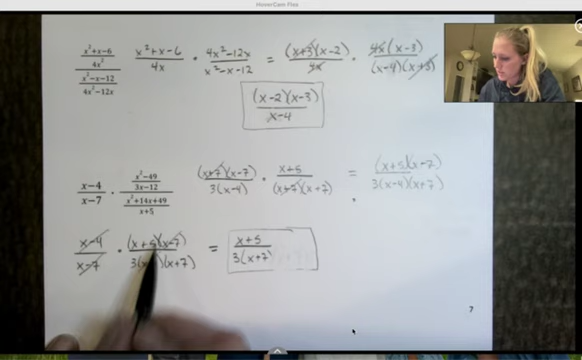 HoverCam Flex
(x²+x-6)/(4x²) / (x²-x-12)/(4x²-12x)   (x²+x-6)/(4x) · (4x²-12x)/(x²-x-12) = (x+3)(x-2)/(4x) · 4x(x-3)/((x-4)(x+3))
(x-2)(x-3)/(x-4)
(x-4)/(x-7) · (x²-49)/(3x-12) / (x²+14x+49)/(x+5)   (x+7)(x-7)/(3(x-4)) · (x+5)/((x+7)(x+7)) = (x+5)(x-7)/(3(x-4)(x+7))
(x-4)/(x-7) · (x+5)(x-7)/(3(x )(x+7)) = (x+5)/(3(x+7))
7